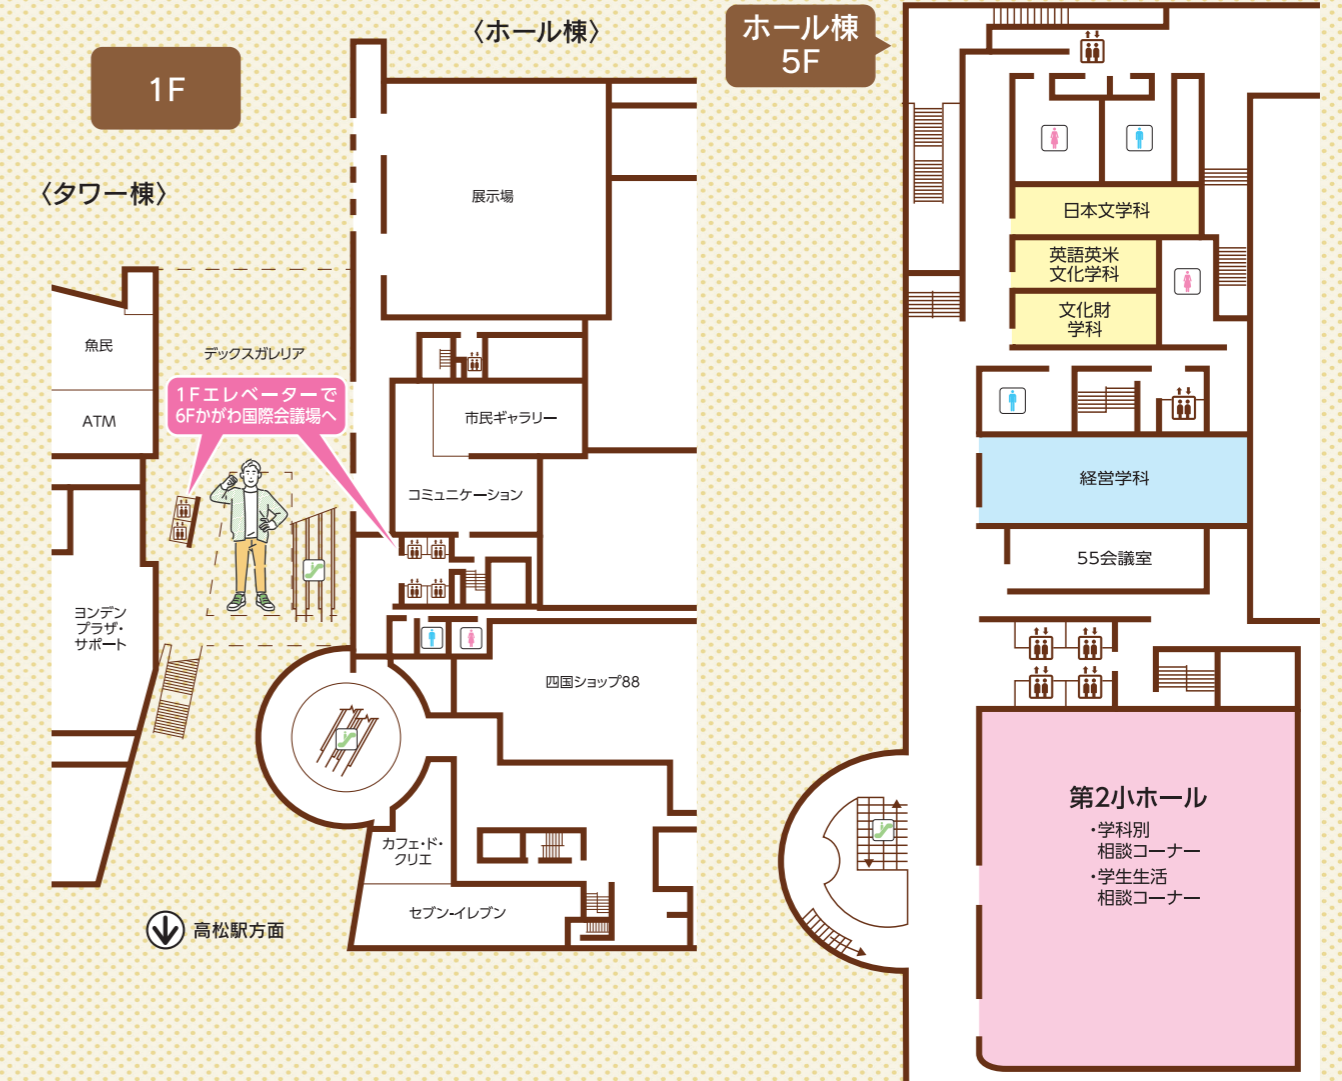 1F
〈タワー棟〉
〈ホール棟〉
展示場
魚民
ATM
デックスガレリア
1Fエレベーターで
6Fかがわ国際会議場へ
市民ギャラリー
コミュニケーション
ヨンデン
プラザ・
サポート
四国ショップ88
カフェ・ド・
クリエ
セブン-イレブン
高松駅方面
ホール棟
5F
日本文学科
英語英米
文化学科
文化財
学科
経営学科
55会議室
第2小ホール
・学科別
相談コーナー
・学生生活
相談コーナー